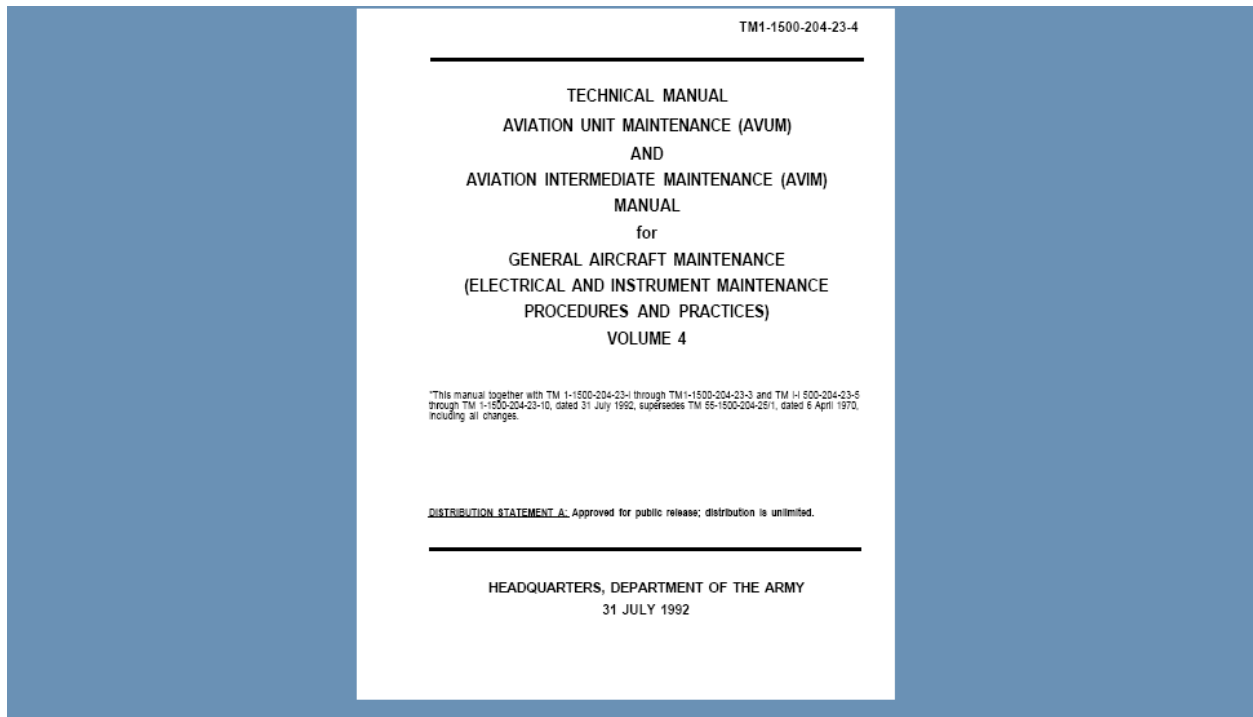 TM1-1500-204-23-4
TECHNICAL MANUAL
AVIATION UNIT MAINTENANCE (AVUM)
AND
AVIATION INTERMEDIATE MAINTENANCE (AVIM)
MANUAL
for
GENERAL AIRCRAFT MAINTENANCE
(ELECTRICAL AND INSTRUMENT MAINTENANCE
PROCEDURES AND PRACTICES)
VOLUME 4
"This manual together with TM 1-1500-204-23-I through TM1-1500-204-23-3 and TM I-I 500-204-23-5
through TM 1-1500-204-23-10, dated 31 July 1992, supersedes TM 55-1500-204-25/1, dated 6 April 1970,
including all changes.
DISTRIBUTION STATEMENT A: Approved for public release; distribution is unlimited.
HEADQUARTERS, DEPARTMENT OF THE ARMY
31 JULY 1992